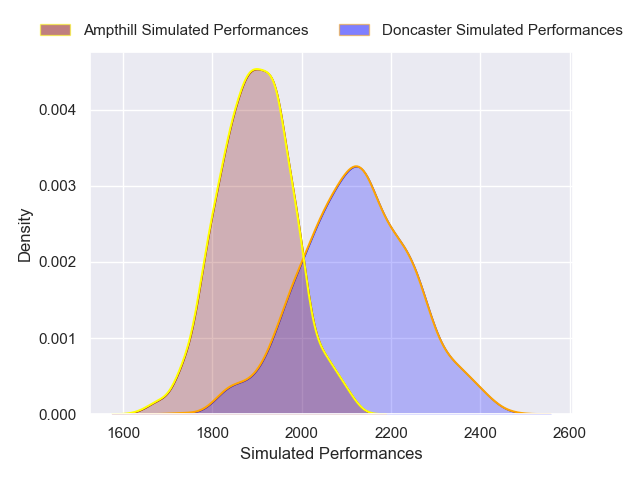 Ampthill Simulated Performances Doncaster Simulated Performances
0.004
0.003
0.002
0.001
0.000
Density
1600 1800 2000 2200 2400 2600
Simulated Performances